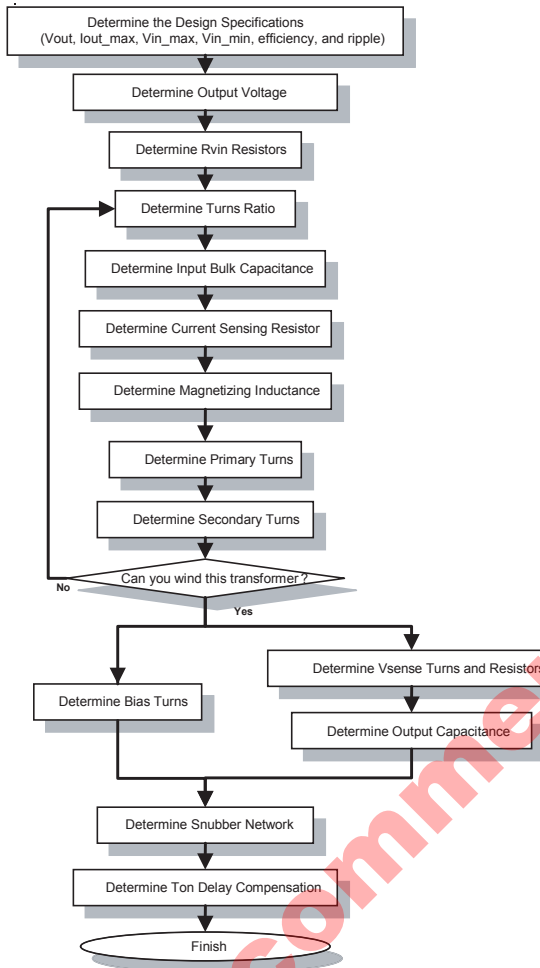 Determine the Design Specifications
(Vout, Iout_max, Vin_max, Vin_min, efficiency, and ripple)
Determine Output Voltage
Determine Rvin Resistors
Determine Turns Ratio
Determine Input Bulk Capacitance
Determine Current Sensing Resistor
Determine Magnetizing Inductance
Determine Primary Turns
Determine Secondary Turns
Can you wind this transformer?
No
Yes
Determine Vsense Turns and Resistors
Determine Bias Turns
Determine Output Capacitance
Determine Snubber Network
Determine Ton Delay Compensation
Finish